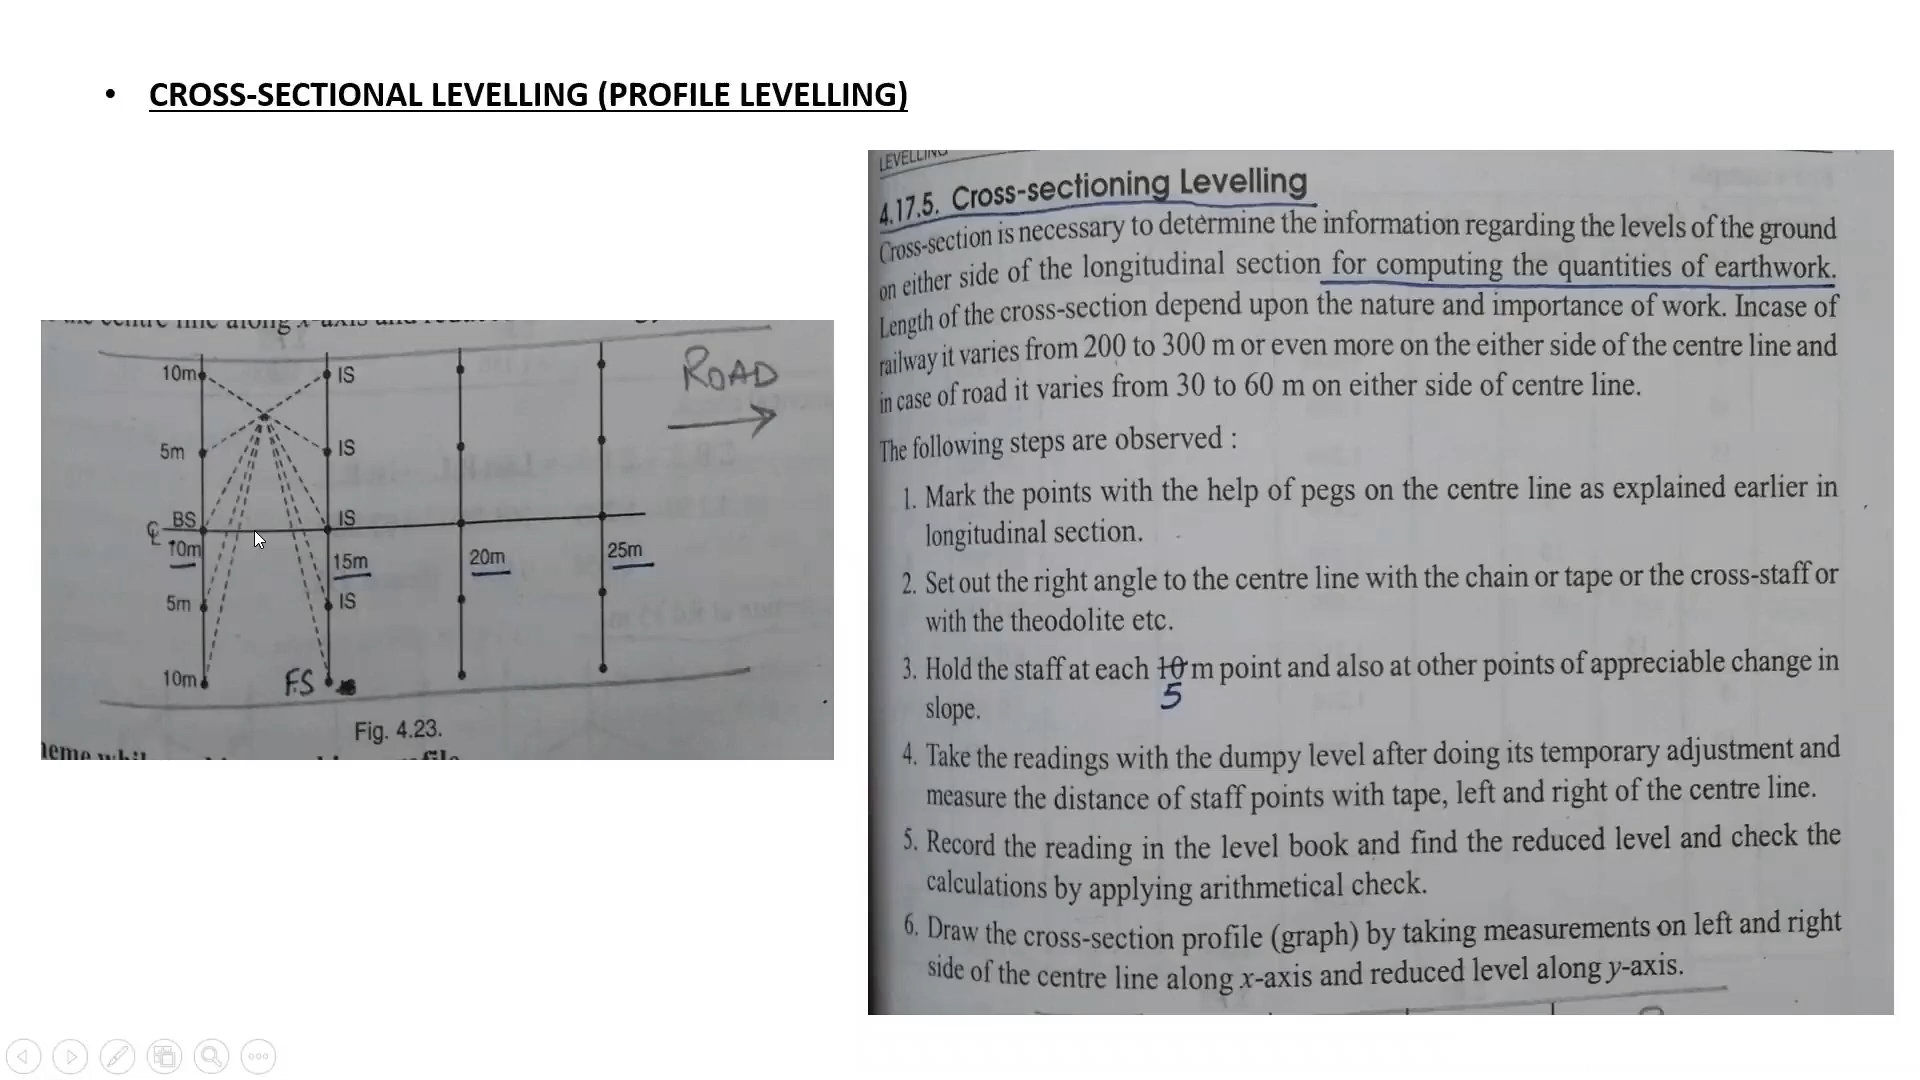 • CROSS-SECTIONAL LEVELLING (PROFILE LEVELLING)
ROAD
10m
IS
5m
IS
BS
IS
℄
10m
15m
20m
25m
5m
IS
10m
F.S
Fig. 4.23.
LEVELLING
4.17.5. Cross-sectioning Levelling
Cross-section is necessary to determine the information regarding the levels of the ground
on either side of the longitudinal section for computing the quantities of earthwork.
Length of the cross-section depend upon the nature and importance of work. Incase of
railway it varies from 200 to 300 m or even more on the either side of the centre line and
in case of road it varies from 30 to 60 m on either side of centre line.
The following steps are observed :
1. Mark the points with the help of pegs on the centre line as explained earlier in
longitudinal section.
2. Set out the right angle to the centre line with the chain or tape or the cross-staff or
with the theodolite etc.
3. Hold the staff at each 10 m point and also at other points of appreciable change in
5
slope.
4. Take the readings with the dumpy level after doing its temporary adjustment and
measure the distance of staff points with tape, left and right of the centre line.
5. Record the reading in the level book and find the reduced level and check the
calculations by applying arithmetical check.
6. Draw the cross-section profile (graph) by taking measurements on left and right
side of the centre line along x-axis and reduced level along y-axis.